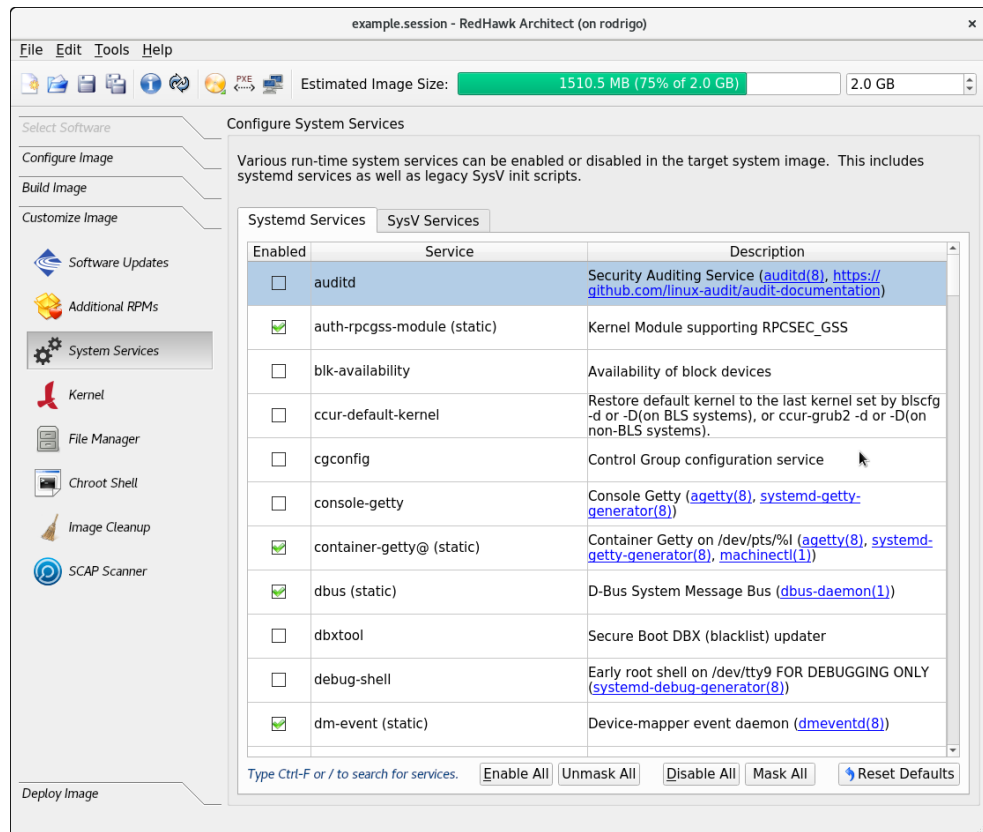 example.session - RedHawk Architect (on rodrigo)
×
File Edit Tools Help
PXE
Estimated Image Size:
1510.5 MB (75% of 2.0 GB)
2.0 GB
Select Software
Configure Image
Build Image
Customize Image
Software Updates
Additional RPMs
System Services
Kernel
File Manager
Chroot Shell
Image Cleanup
SCAP Scanner
Deploy Image
Configure System Services
Various run-time system services can be enabled or disabled in the target system image. This includes
systemd services as well as legacy SysV init scripts.
Systemd Services SysV Services
Enabled Service Description
auditd
Security Auditing Service (auditd(8), https://
github.com/linux-audit/audit-documentation)
auth-rpcgss-module (static)
Kernel Module supporting RPCSEC_GSS
blk-availability
Availability of block devices
ccur-default-kernel
Restore default kernel to the last kernel set by blscfg
-d or -D(on BLS systems), or ccur-grub2 -d or -D(on
non-BLS systems).
cgconfig
Control Group configuration service
console-getty
Console Getty (agetty(8), systemd-getty-
generator(8))
container-getty@ (static)
Container Getty on /dev/pts/%I (agetty(8), systemd-
getty-generator(8), machinectl(1))
dbus (static)
D-Bus System Message Bus (dbus-daemon(1))
dbxtool
Secure Boot DBX (blacklist) updater
debug-shell
Early root shell on /dev/tty9 FOR DEBUGGING ONLY
(systemd-debug-generator(8))
dm-event (static)
Device-mapper event daemon (dmeventd(8))
Type Ctrl-F or / to search for services.
Enable All Unmask All Disable All Mask All Reset Defaults